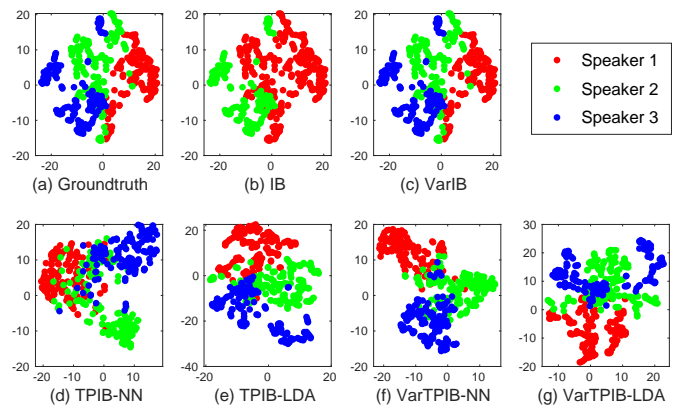 20
10
0
-10
-20
-20 0 20
(a) Groundtruth
20
10
0
-10
-20
-20 0 20
(b) IB
20
10
0
-10
-20
-20 0 20
(c) VarIB
Speaker 1
Speaker 2
Speaker 3
20
10
0
-10
-20
-20 -10 0 10
(d) TPIB-NN
20
0
-20
-40
-20 0 20
(e) TPIB-LDA
20
10
0
-10
-20
-20 -10 0 10
(f) VarTPIB-NN
30
20
10
0
-10
-20
-10 0 10 20
(g) VarTPIB-LDA